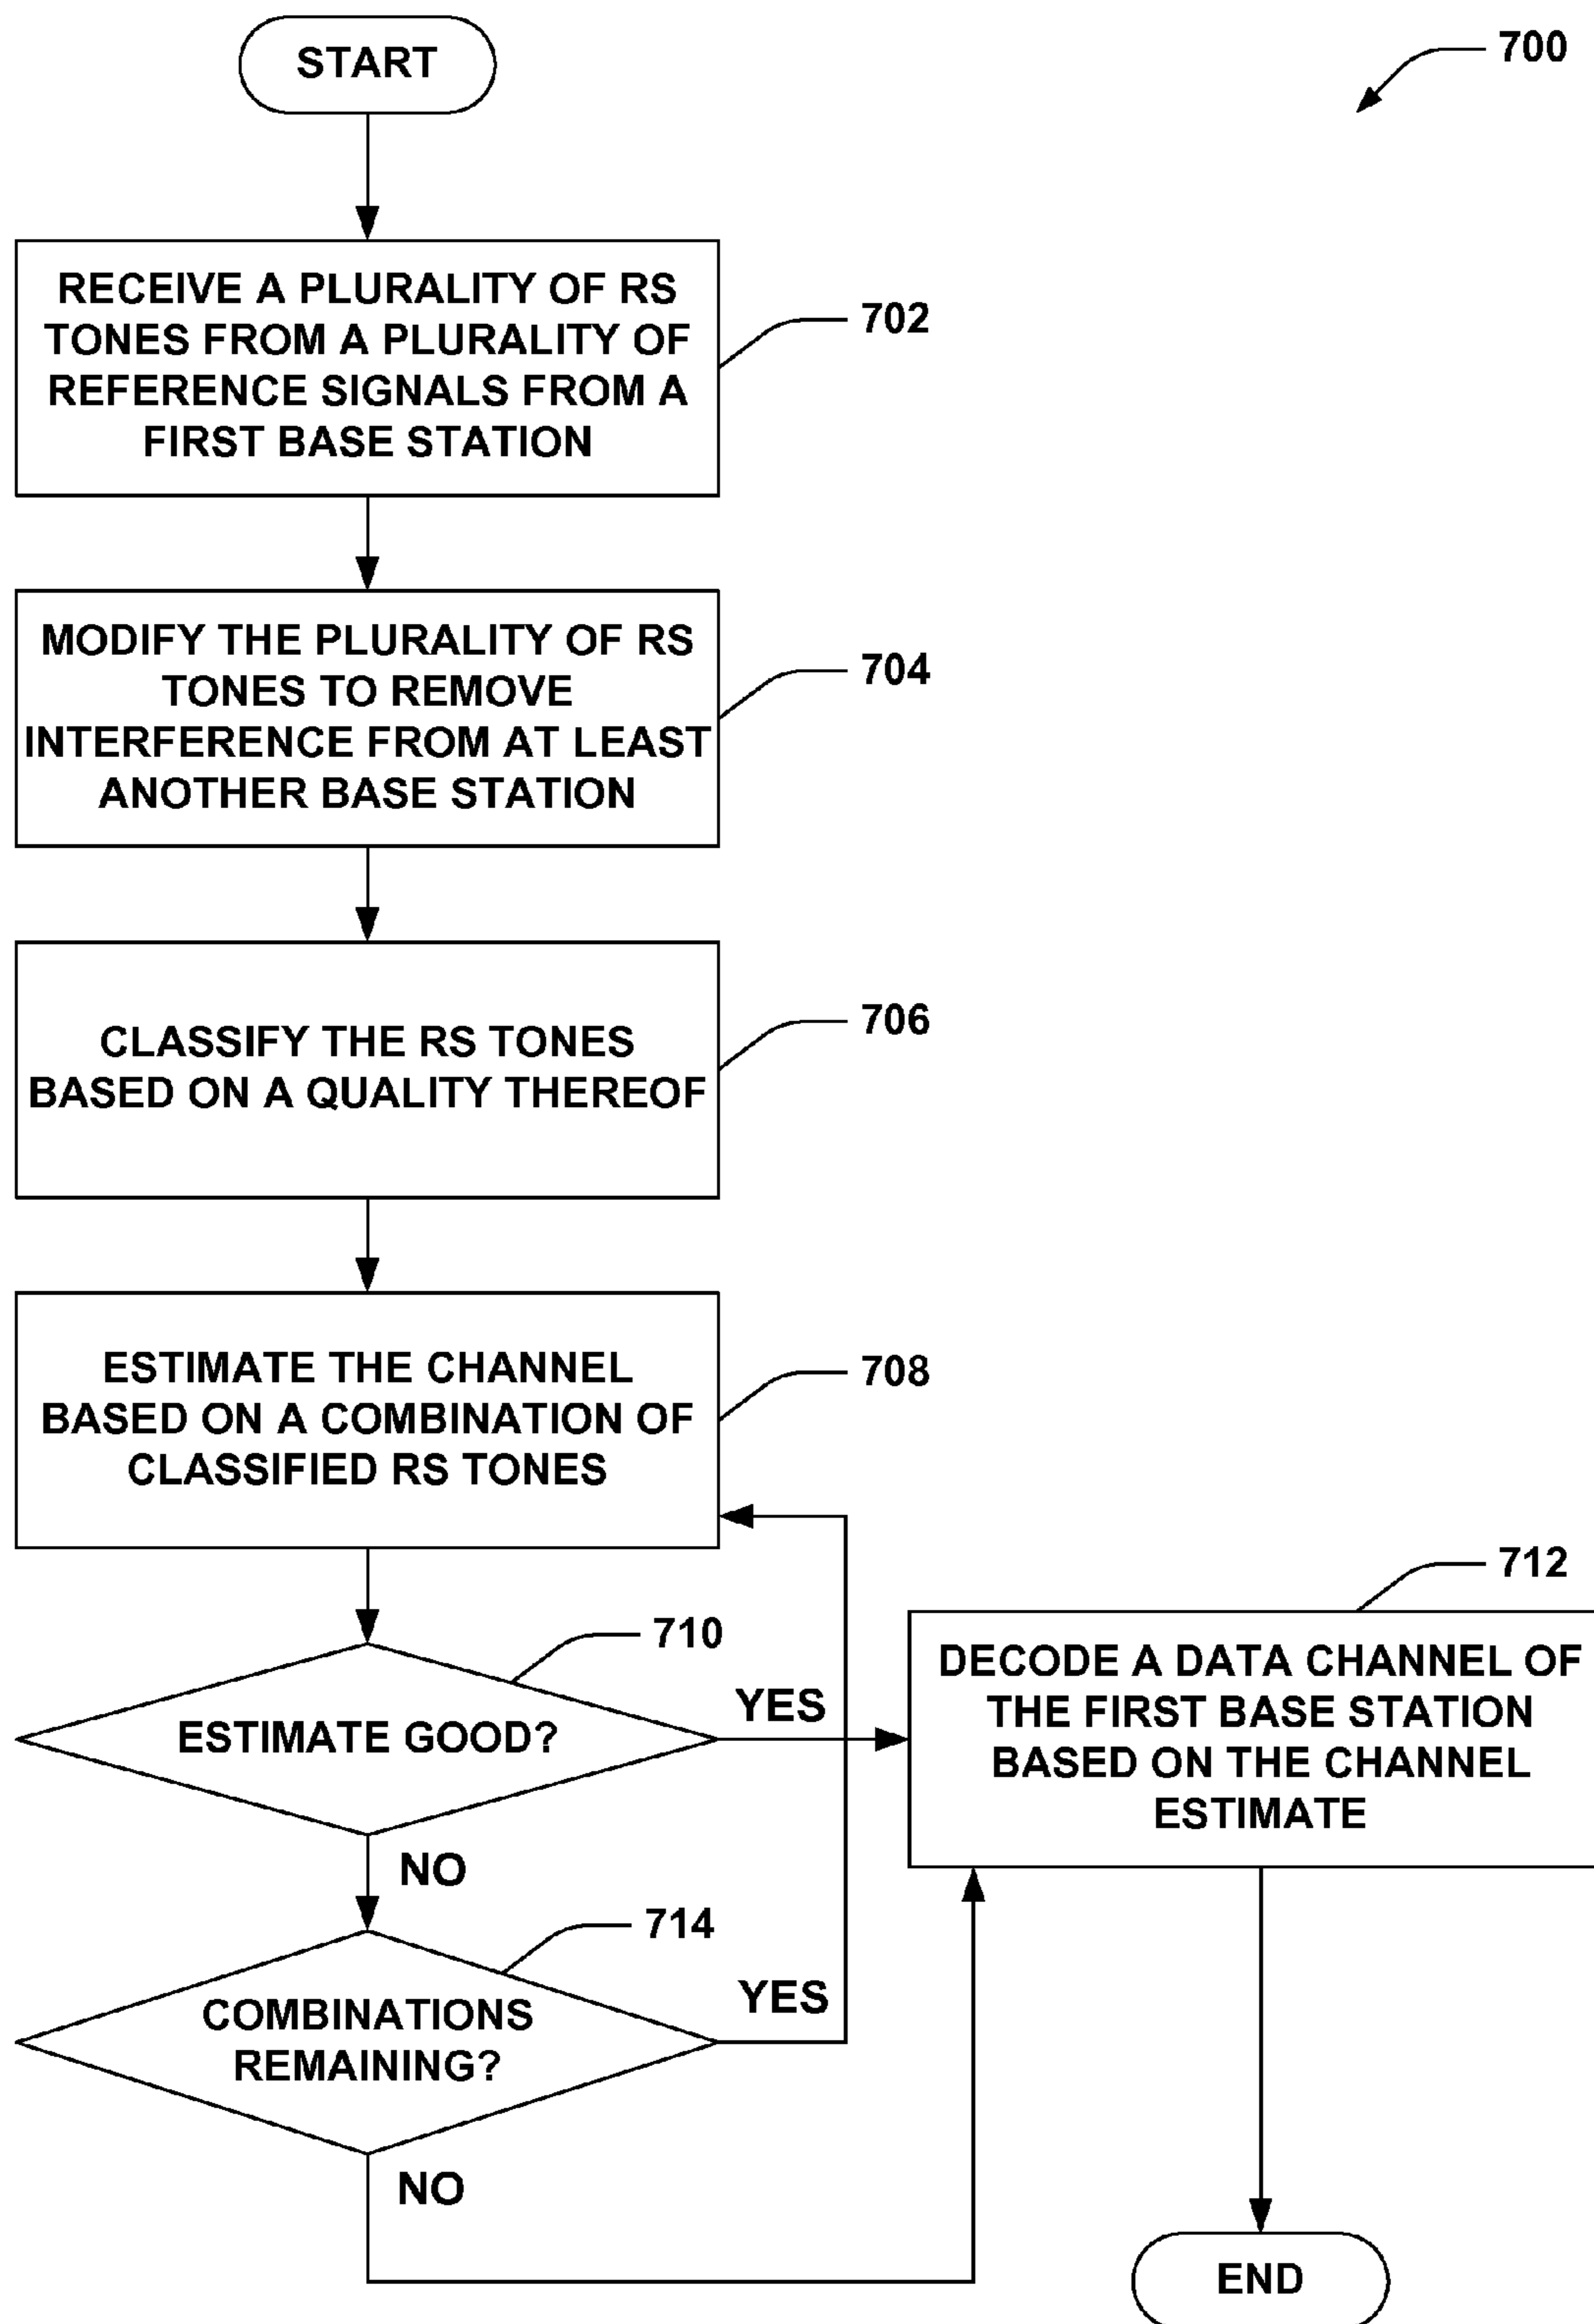 START
700
RECEIVE A PLURALITY OF RS
TONES FROM A PLURALITY OF
REFERENCE SIGNALS FROM A
FIRST BASE STATION
702
MODIFY THE PLURALITY OF RS
TONES TO REMOVE
INTERFERENCE FROM AT LEAST
ANOTHER BASE STATION
704
CLASSIFY THE RS TONES
BASED ON A QUALITY THEREOF
706
ESTIMATE THE CHANNEL
BASED ON A COMBINATION OF
CLASSIFIED RS TONES
708
ESTIMATE GOOD?
710
YES
NO
712
DECODE A DATA CHANNEL OF
THE FIRST BASE STATION
BASED ON THE CHANNEL
ESTIMATE
COMBINATIONS
REMAINING?
714
YES
NO
END